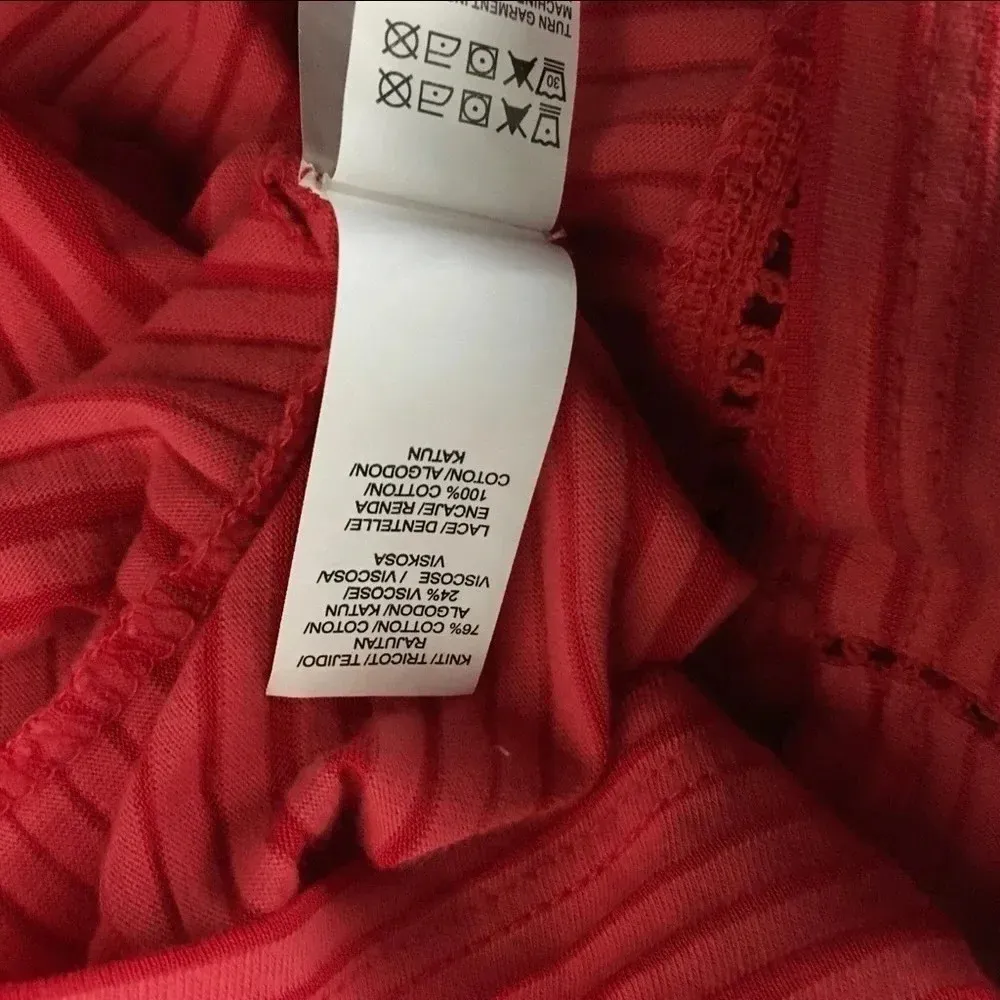 KNIT/ TRICOT/ TEJIDO/
RAJUTAN
76% COTTON/ COTON/
ALGODON/ KATUN
24% VISCOSE/
VISCOSE / VISCOSA/
VISKOSA
LACE/ DENTELLE/
ENCAJE/ RENDA
100% COTTON/
COTON/ ALGODON/
KATUN
30
TURN GARMENT